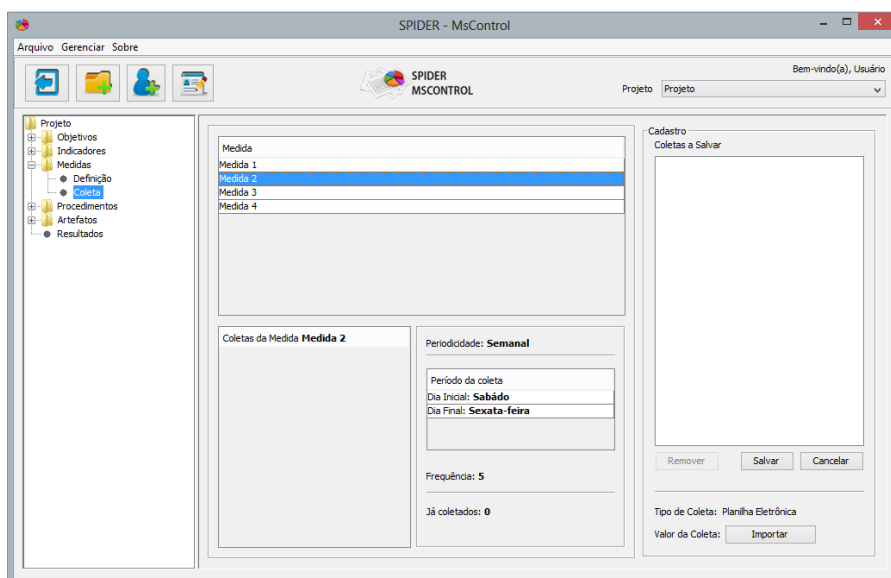 SPIDER - MsControl
Arquivo Gerenciar Sobre
Bem-vindo(a), Usuário
SPIDER
MSCONTROL
Projeto Projeto
Projeto
Objetivos
Indicadores
Medidas
Definição
Coleta
Procedimentos
Artefatos
Resultados
Medida
Medida 1
Medida 2
Medida 3
Medida 4
Coletas da Medida Medida 2
Periodicidade: Semanal
Período da coleta
Dia Inicial: Sabádo
Dia Final: Sexata-feira
Frequência: 5
Já coletados: 0
Cadastro
Coletas a Salvar
Remover Salvar Cancelar
Tipo de Coleta: Planilha Eletrônica
Valor da Coleta: Importar